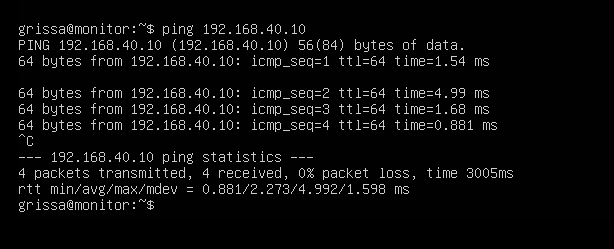 grissa@monitor:~$ ping 192.168.40.10
PING 192.168.40.10 (192.168.40.10) 56(84) bytes of data.
64 bytes from 192.168.40.10: icmp_seq=1 ttl=64 time=1.54 ms
64 bytes from 192.168.40.10: icmp_seq=2 ttl=64 time=4.99 ms
64 bytes from 192.168.40.10: icmp_seq=3 ttl=64 time=1.68 ms
64 bytes from 192.168.40.10: icmp_seq=4 ttl=64 time=0.881 ms
^C
--- 192.168.40.10 ping statistics ---
4 packets transmitted, 4 received, 0% packet loss, time 3005ms
rtt min/avg/max/mdev = 0.881/2.273/4.992/1.598 ms
grissa@monitor:~$